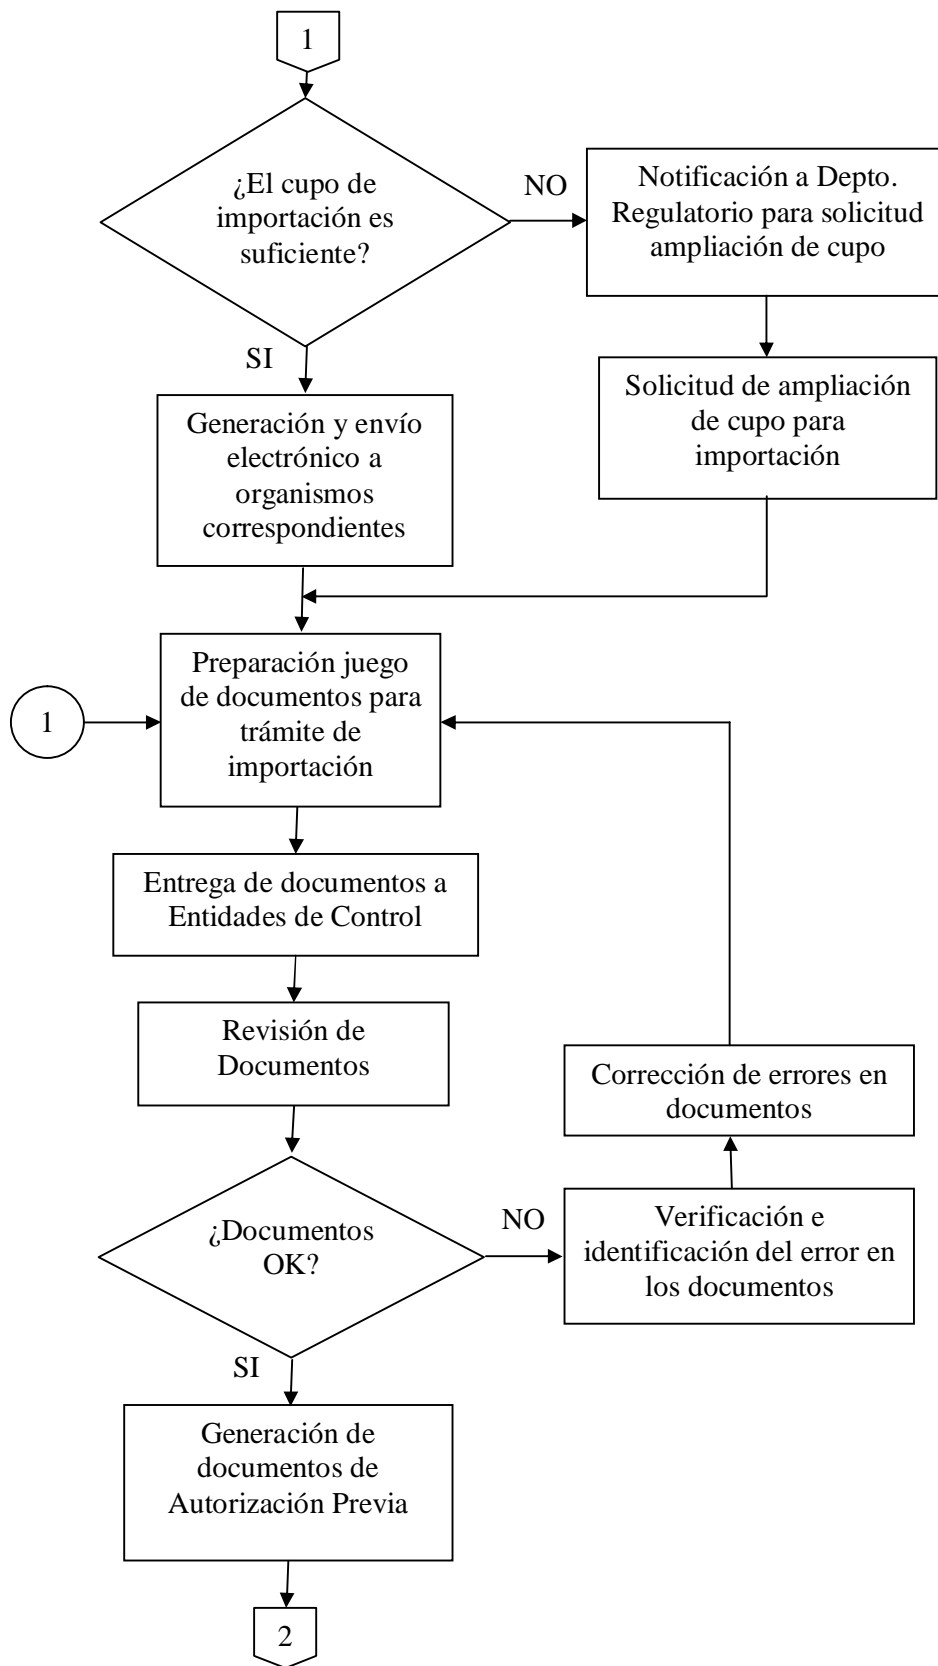 1
¿El cupo de
importación es
suficiente?
NO
Notificación a Depto.
Regulatorio para solicitud
ampliación de cupo
SI
Solicitud de ampliación
de cupo para
importación
Generación y envío
electrónico a
organismos
correspondientes
1
Preparación juego
de documentos para
trámite de
importación
Entrega de documentos a
Entidades de Control
Revisión de
Documentos
Corrección de errores en
documentos
¿Documentos
OK?
NO
Verificación e
identificación del error en
los documentos
SI
Generación de
documentos de
Autorización Previa
2